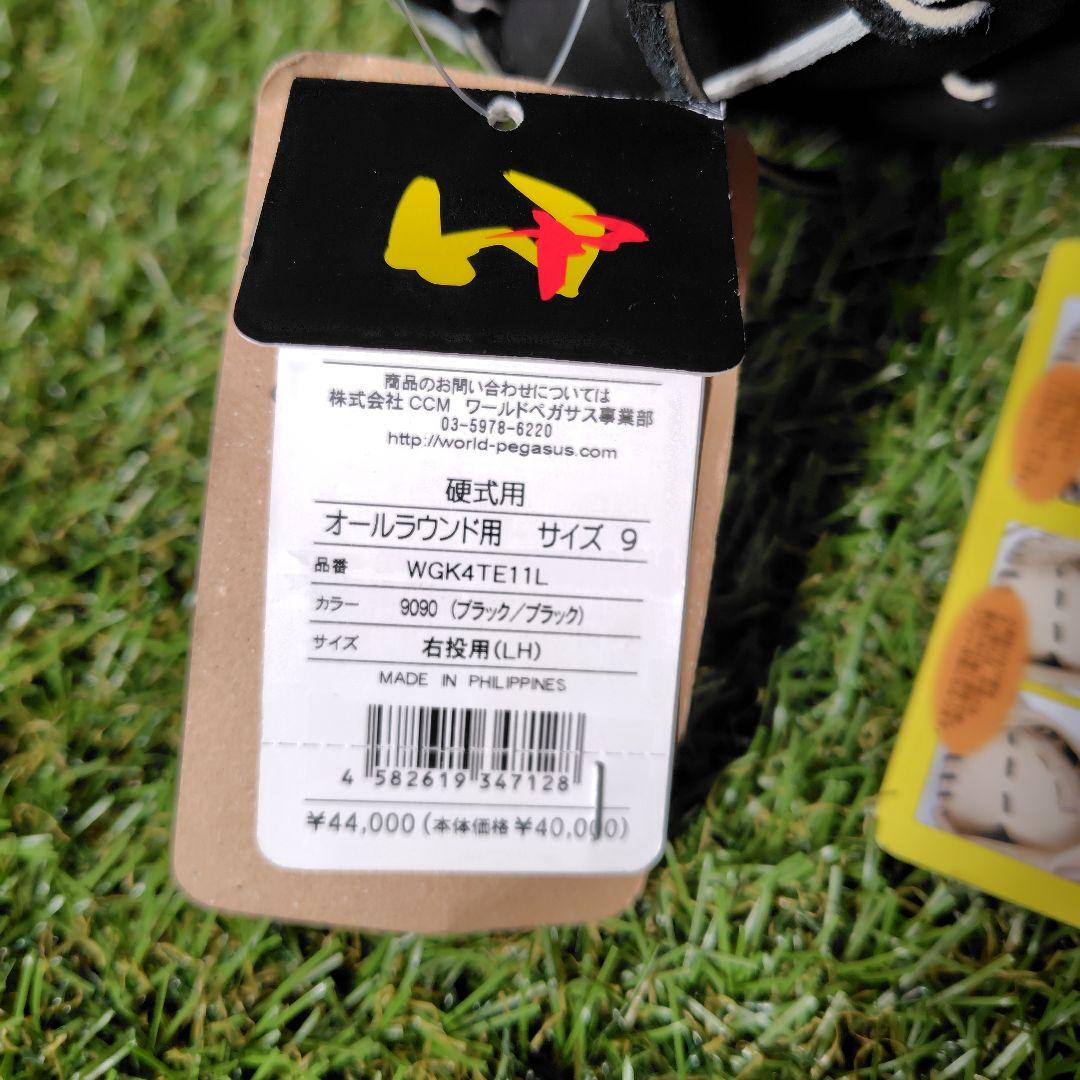 商品のお問い合わせについては
株式会社 CCM ワールドペガサス事業部
03-5978-6220
http://world-pegasus.com
硬式用
オールラウンド用 サイズ 9
品番 WGK4TE11L
カラー 9090 (ブラック/ブラック)
サイズ 右投用(LH)
MADE IN PHILIPPINES
4 582619 347128
¥44,000 (本体価格 ¥40,000)